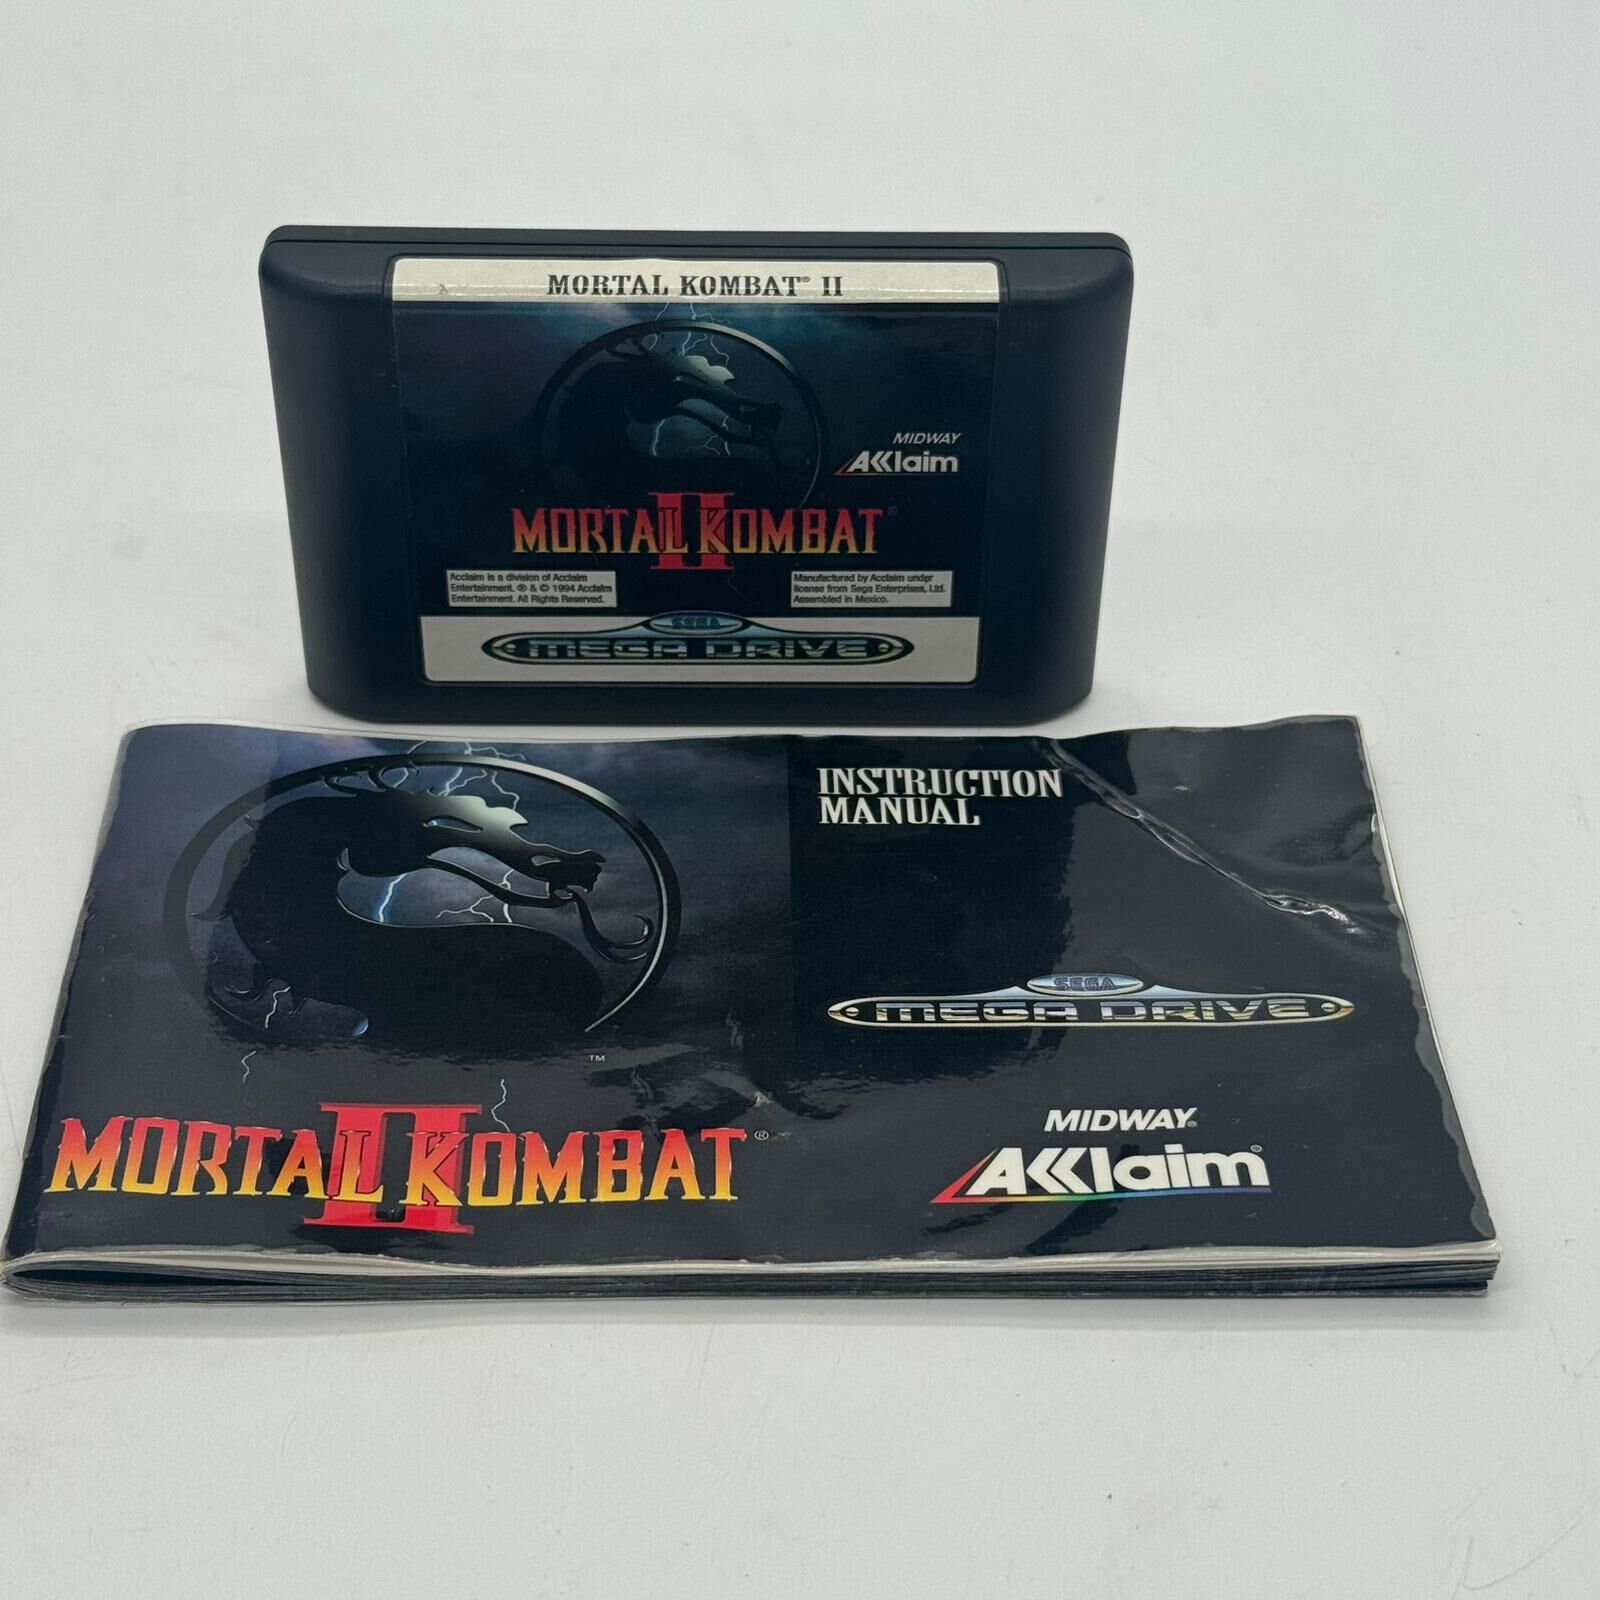 MORTAL KOMBAT® II
MIDWAY
AKKlaim
II
MORTAL KOMBAT®
Acclaim is a division of Acclaim
Entertainment. ® & © 1994 Acclaim
Entertainment. All Rights Reserved.
Manufactured by Acclaim under
license from Sega Enterprises, Ltd.
Assembled in Mexico.
SEGA
MEGA DRIVE
INSTRUCTION
MANUAL
SEGA
MEGA DRIVE
TM
II
MORTAL KOMBAT®
MIDWAY®
AKKlaim®